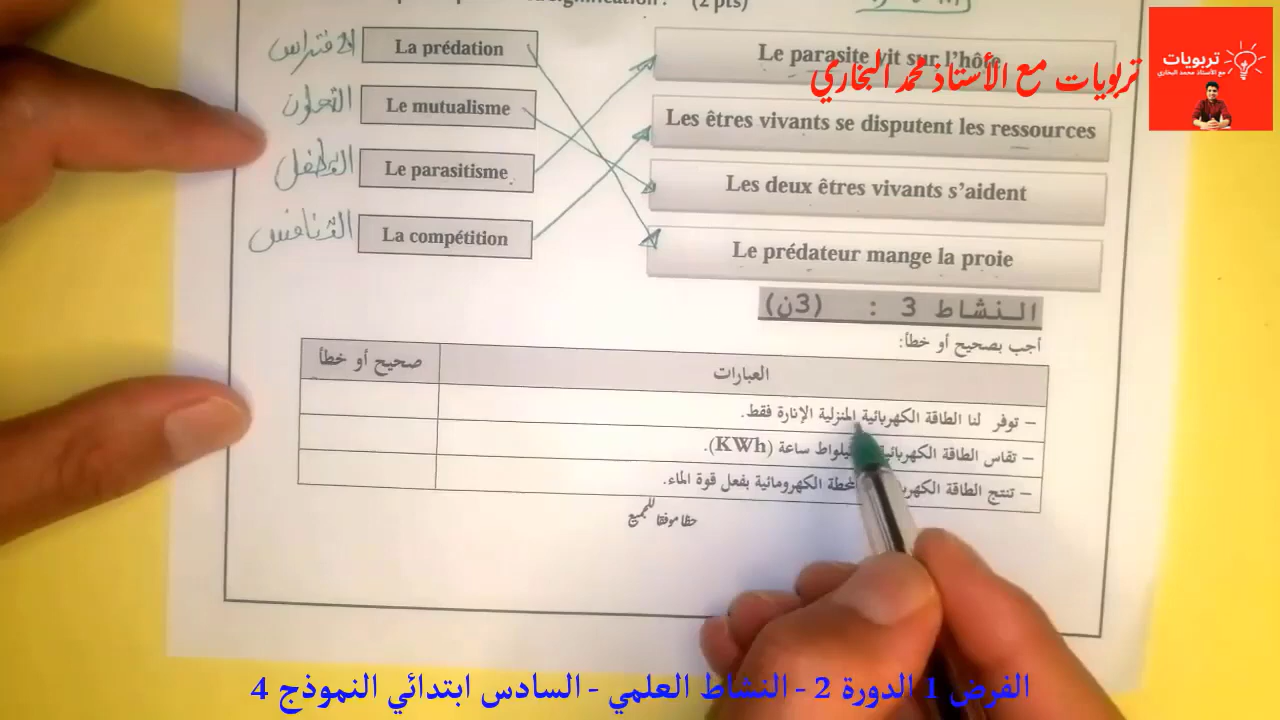 (2 pts)
الافتراس
La prédation
Le parasite vit sur l'hôte
التعاون
Le mutualisme
Les êtres vivants se disputent les ressources
التطفل
Le parasitisme
Les deux êtres vivants s'aident
التنافس
La compétition
Le prédateur mange la proie
تربويات مع الأستاذ محمد البخاري
تربويات
مع الأستاذ محمد البخاري
النشاط 3 : (3ن)
أجب بصحيح أو خطأ:
العبارات
صحيح أو خطأ
– توفر لنا الطاقة الكهربائية المنزلية الإنارة فقط.
– تقاس الطاقة الكهربائية ساعة (KWh).
– تنتج الطاقة الكهرومائية بفعل قوة الماء.
حظا موفقا للجميع
الفرض 1 الدورة 2 - النشاط العلمي - السادس ابتدائي النموذج 4